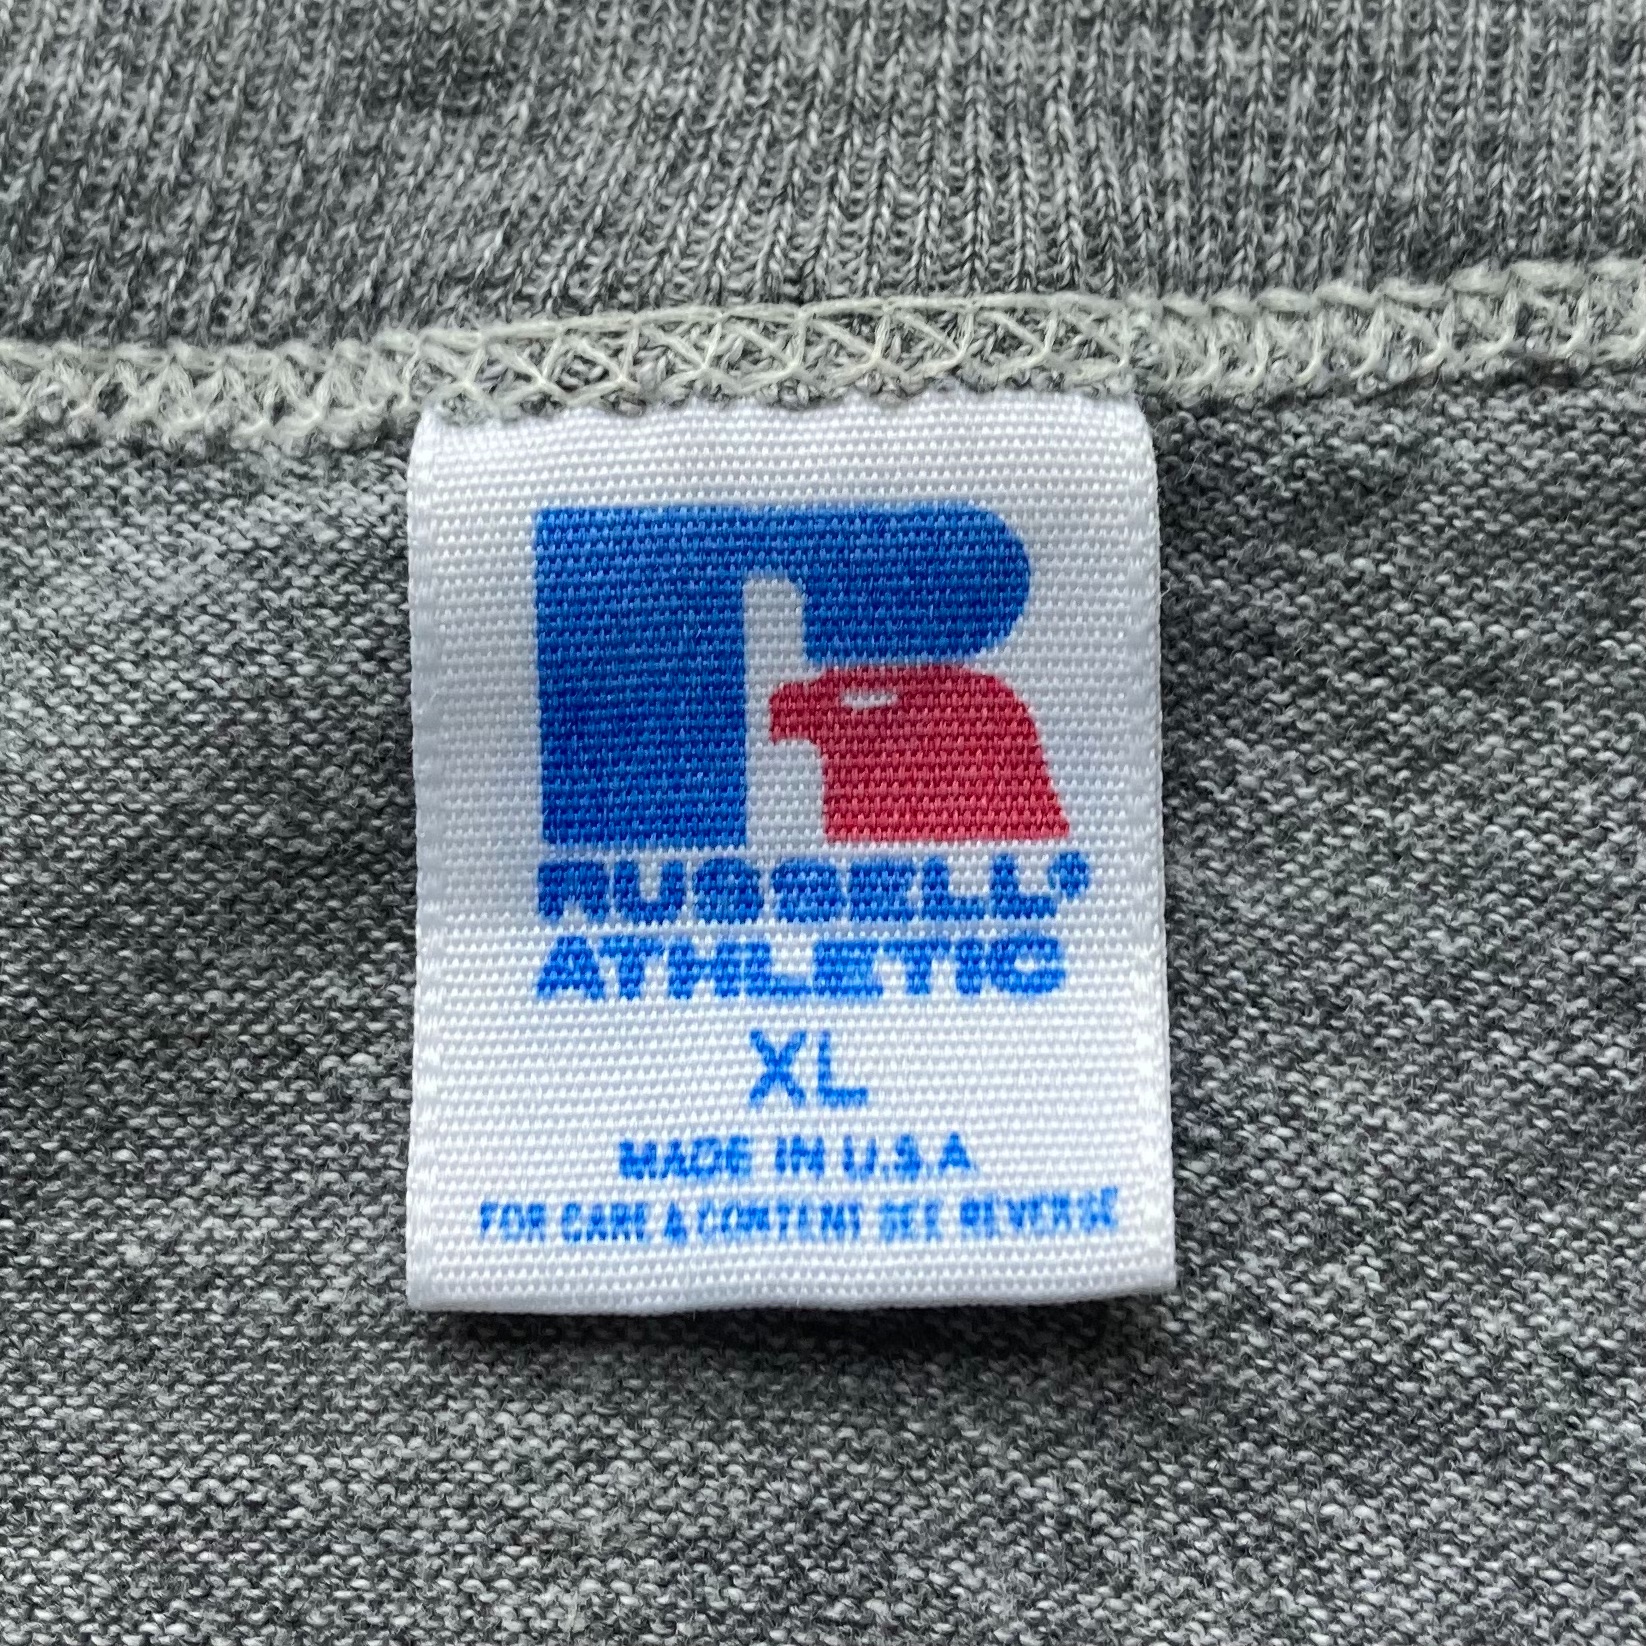 RUSSELL®
ATHLETIC
XL
MADE IN U.S.A
FOR CARE & CONTENT SEE REVERSE